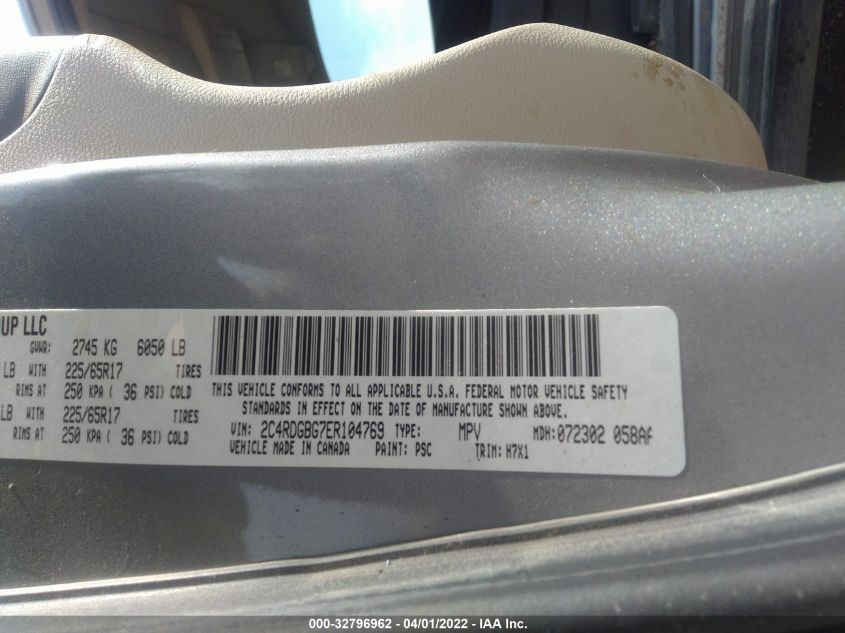 UP LLC
GVWR: 2745 KG 6050 LB
LB WITH 225/65R17 TIRES
RIMS AT 250 KPA ( 36 PSI) COLD
LB WITH 225/65R17 TIRES
RIMS AT 250 KPA ( 36 PSI) COLD
THIS VEHICLE CONFORMS TO ALL APPLICABLE U.S.A. FEDERAL MOTOR VEHICLE SAFETY
STANDARDS IN EFFECT ON THE DATE OF MANUFACTURE SHOWN ABOVE.
VIN: 2C4RDGBG7ER104769 TYPE: MPV MDH: 072302 058AF
VEHICLE MADE IN CANADA PAINT: PSC TRIM: H7X1
000-32796962 - 04/01/2022 - IAA Inc.